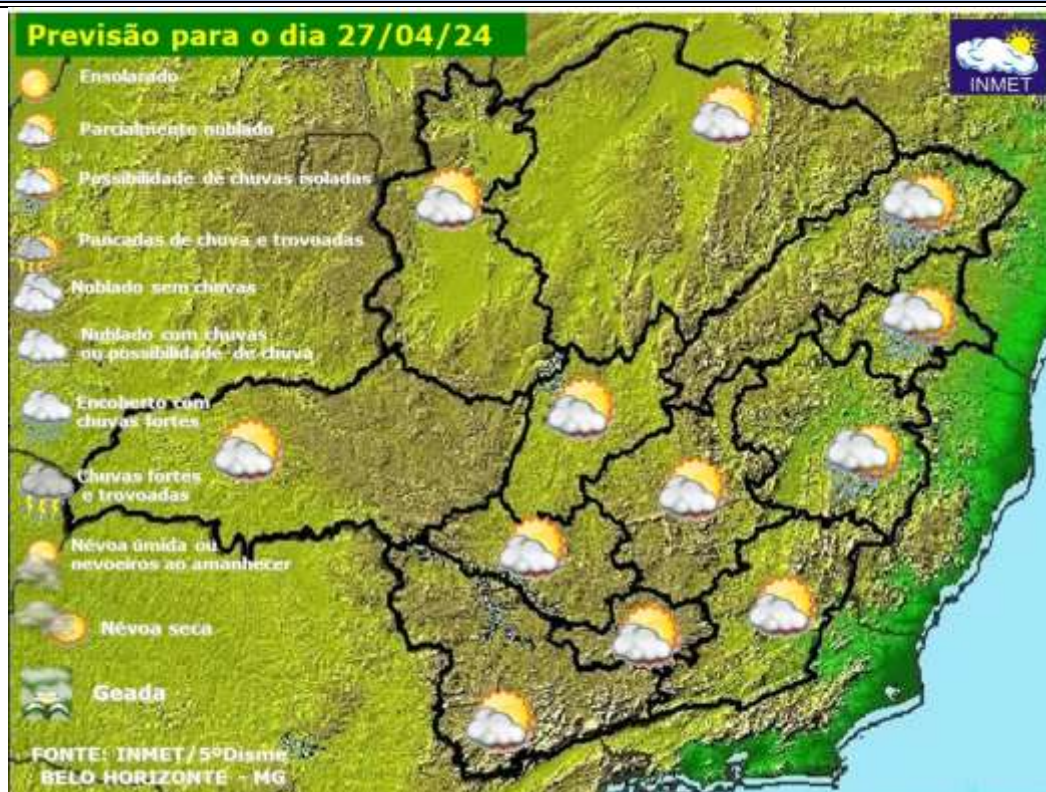 Previsão para o dia 27/04/24
INMET
Ensolarado
Parcialmente nublado
Possibilidade de chuvas isoladas
Pancadas de chuva e trovoadas
Noblado sem chuvas
Nublado com chuvas
ou possibilidade de chuva
Encoberto com
chuvas fortes
Chuvas fortes
e trovoadas
Névoa úmida ou
nevoeiros ao amanhecer
Névoa seca
Geada
FONTE: INMET/5ºDisme
BELO HORIZONTE - MG